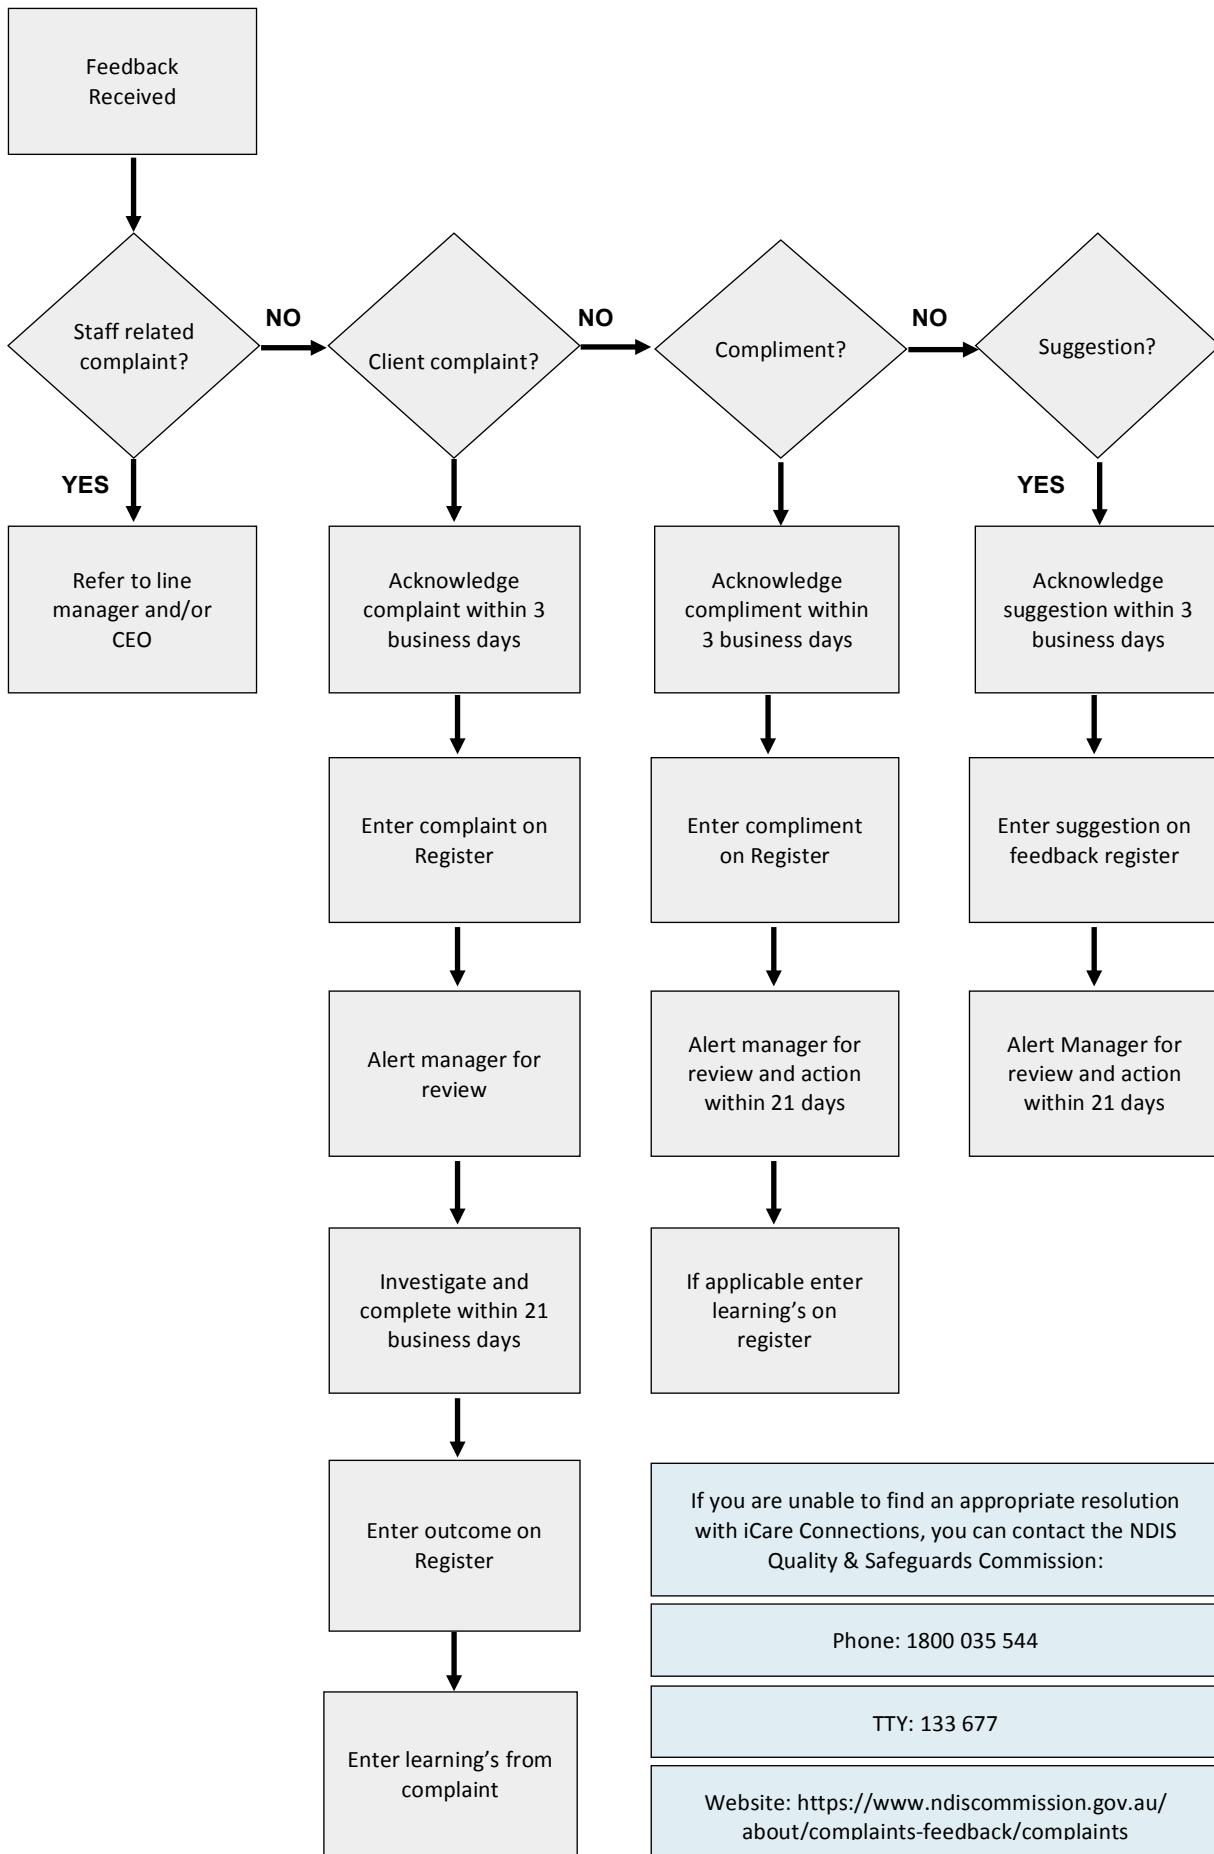 Feedback
Received
Staff related
complaint?
NO
Client complaint?
NO
Compliment?
NO
Suggestion?
YES
YES
Refer to line
manager and/or
CEO
Acknowledge
complaint within 3
business days
Acknowledge
compliment within
3 business days
Acknowledge
suggestion within 3
business days
Enter complaint on
Register
Enter compliment
on Register
Enter suggestion on
feedback register
Alert manager for
review
Alert manager for
review and action
within 21 days
Alert Manager for
review and action
within 21 days
Investigate and
complete within 21
business days
If applicable enter
learning’s on
register
Enter outcome on
Register
If you are unable to find an appropriate resolution
with iCare Connections, you can contact the NDIS
Quality & Safeguards Commission:
Phone: 1800 035 544
TTY: 133 677
Enter learning’s from
complaint
Website: https://www.ndiscommission.gov.au/
about/complaints-feedback/complaints